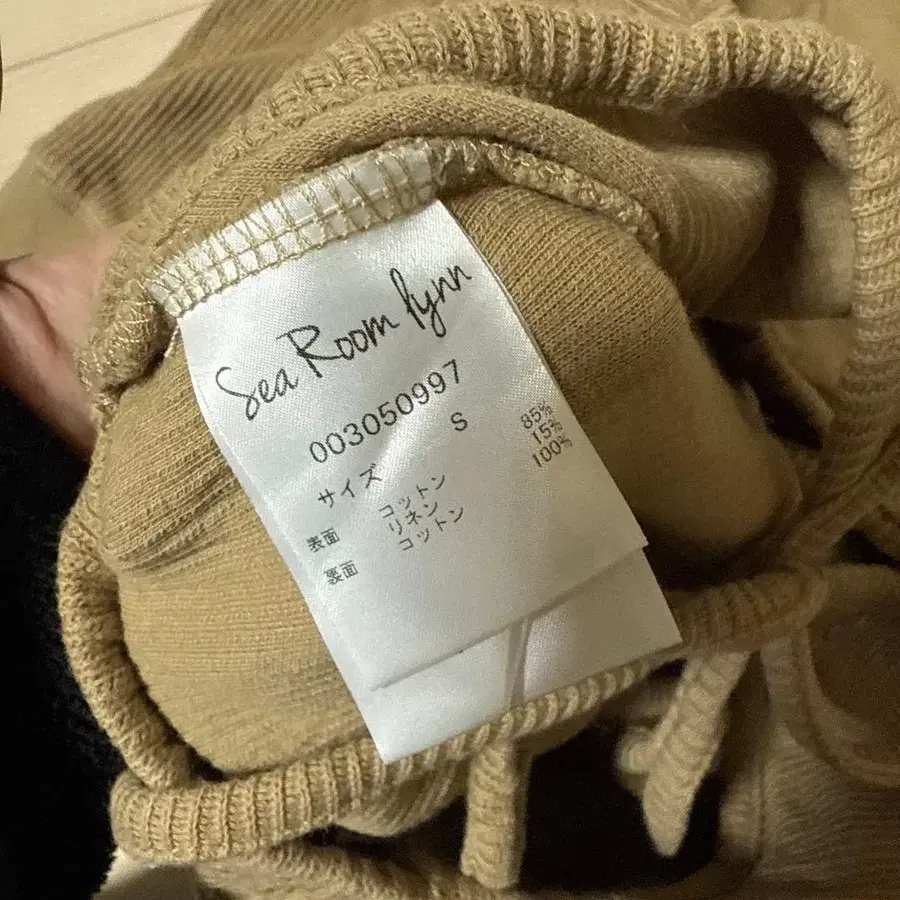 Sea Room lynn
003050997
サイズ S
表面 コットン 85%
リネン 15%
裏面 コットン 100%